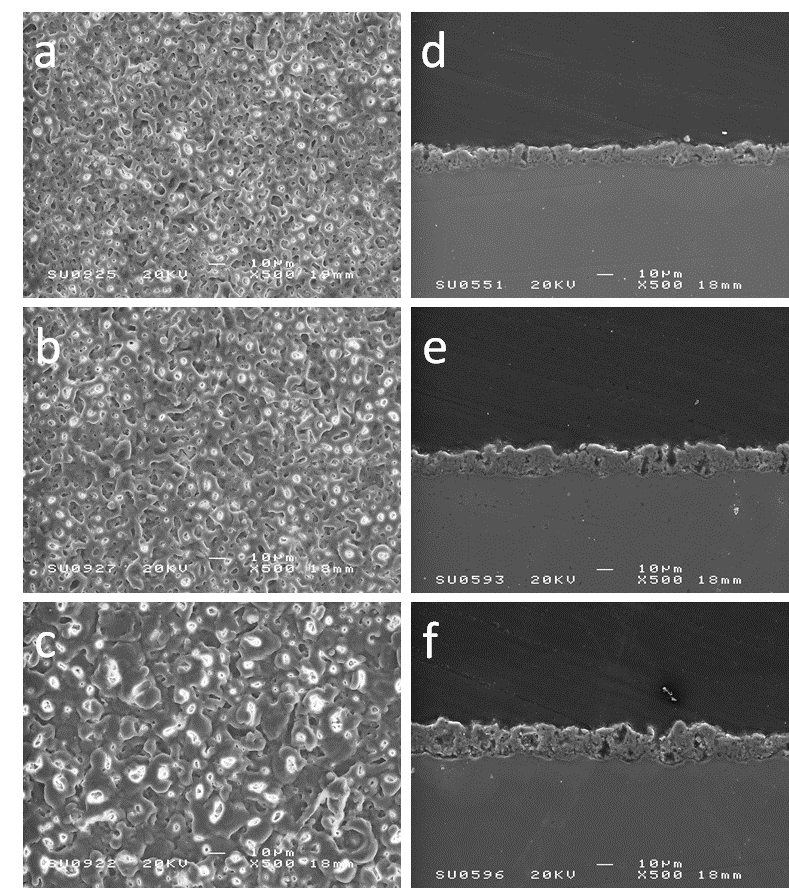 a
10µm
SU0925 20KV X500 18mm
d
10µm
SU0551 20KV X500 18mm
b
10µm
SU0927 20KV X500 18mm
e
10µm
SU0593 20KV X500 18mm
c
10µm
SU0922 20KV X500 18mm
f
10µm
SU0596 20KV X500 18mm